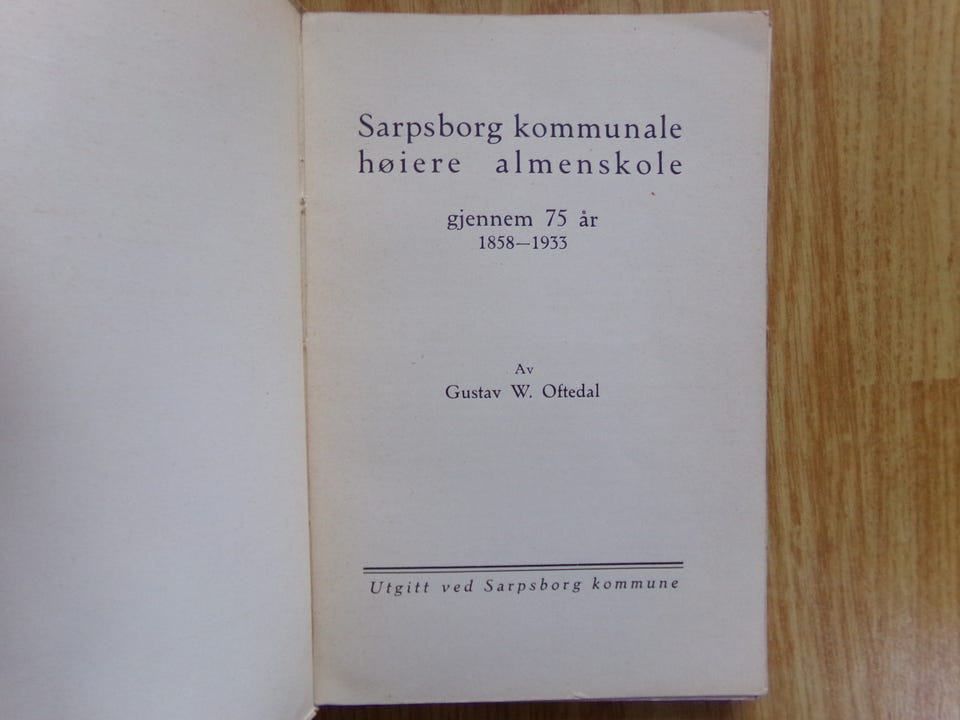 Sarpsborg kommunale
høiere almenskole
gjennem 75 år
1858—1933
Av
Gustav W. Oftedal
Utgitt ved Sarpsborg kommune